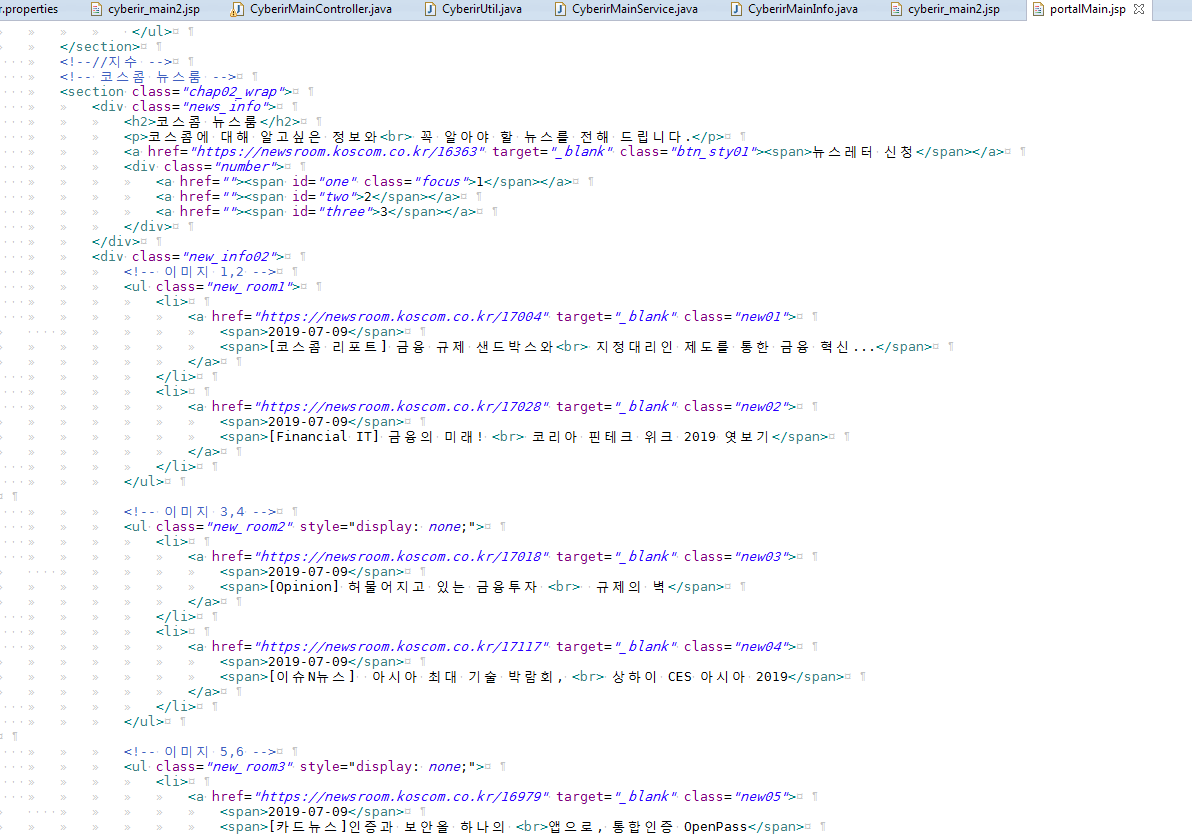 r.properties cyberir_main2.jsp CyberirMainController.java CyberirUtil.java CyberirMainService.java CyberirMainInfo.java cyberir_main2.jsp portalMain.jsp
</ul>
</section>
<!--//지수 -->
<!-- 코스콤 뉴스룸 -->
<section class="chap02_wrap">
<div class="news_info">
<h2>코스콤 뉴스룸</h2>
<p>코스콤에 대해 알고싶은 정보와<br> 꼭 알아야 할 뉴스를 전해 드립니다.</p>
<a href="https://newsroom.koscom.co.kr/16363" target="_blank" class="btn_sty01"><span>뉴스레터 신청</span></a>
<div class="number">
<a href=""><span id="one" class="focus">1</span></a>
<a href=""><span id="two">2</span></a>
<a href=""><span id="three">3</span></a>
</div>
</div>
<div class="new_info02">
<!-- 이미지 1,2 -->
<ul class="new_room1">
<li>
<a href="https://newsroom.koscom.co.kr/17004" target="_blank" class="new01">
<span>2019-07-09</span>
<span>[코스콤 리포트] 금융 규제 샌드박스와<br> 지정대리인 제도를 통한 금융 혁신...</span>
</a>
</li>
<li>
<a href="https://newsroom.koscom.co.kr/17028" target="_blank" class="new02">
<span>2019-07-09</span>
<span>[Financial IT] 금융의 미래! <br> 코리아 핀테크 위크 2019 엿보기</span>
</a>
</li>
</ul>
<!-- 이미지 3,4 -->
<ul class="new_room2" style="display: none;">
<li>
<a href="https://newsroom.koscom.co.kr/17018" target="_blank" class="new03">
<span>2019-07-09</span>
<span>[Opinion] 허물어지고 있는 금융투자 <br>  규제의 벽</span>
</a>
</li>
<li>
<a href="https://newsroom.koscom.co.kr/17117" target="_blank" class="new04">
<span>2019-07-09</span>
<span>[이슈N뉴스]  아시아 최대 기술 박람회, <br> 상하이 CES 아시아 2019</span>
</a>
</li>
</ul>
<!-- 이미지 5,6 -->
<ul class="new_room3" style="display: none;">
<li>
<a href="https://newsroom.koscom.co.kr/16979" target="_blank" class="new05">
<span>2019-07-09</span>
<span>[카드뉴스]인증과 보안을 하나의 <br>앱으로, 통합인증 OpenPass</span>